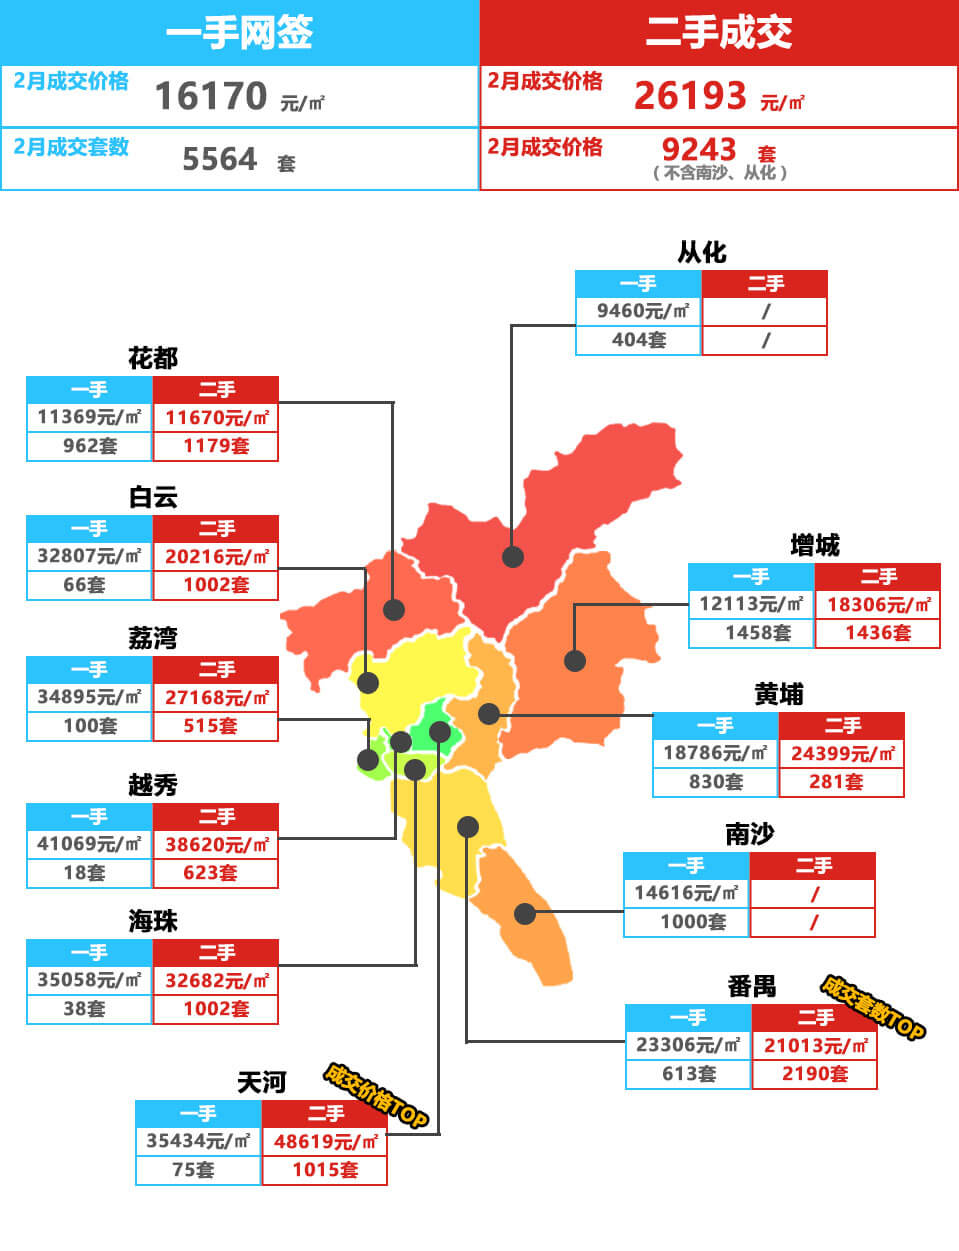 一手网签
二手成交
2月成交价格
16170 元/㎡
2月成交价格
26193 元/㎡
2月成交套数
5564 套
2月成交价格
9243 套
（不含南沙、从化）
从化
一手 二手
9460元/㎡ /
404套 /
花都
一手 二手
11369元/㎡ 11670元/㎡
962套 1179套
白云
一手 二手
32807元/㎡ 20216元/㎡
66套 1002套
增城
一手 二手
12113元/㎡ 18306元/㎡
1458套 1436套
荔湾
一手 二手
34895元/㎡ 27168元/㎡
100套 515套
黄埔
一手 二手
18786元/㎡ 24399元/㎡
830套 281套
越秀
一手 二手
41069元/㎡ 38620元/㎡
18套 623套
南沙
一手 二手
14616元/㎡ /
1000套 /
海珠
一手 二手
35058元/㎡ 32682元/㎡
38套 1002套
番禺
成交套数TOP
一手 二手
23306元/㎡ 21013元/㎡
613套 2190套
天河
成交价格TOP
一手 二手
35434元/㎡ 48619元/㎡
75套 1015套